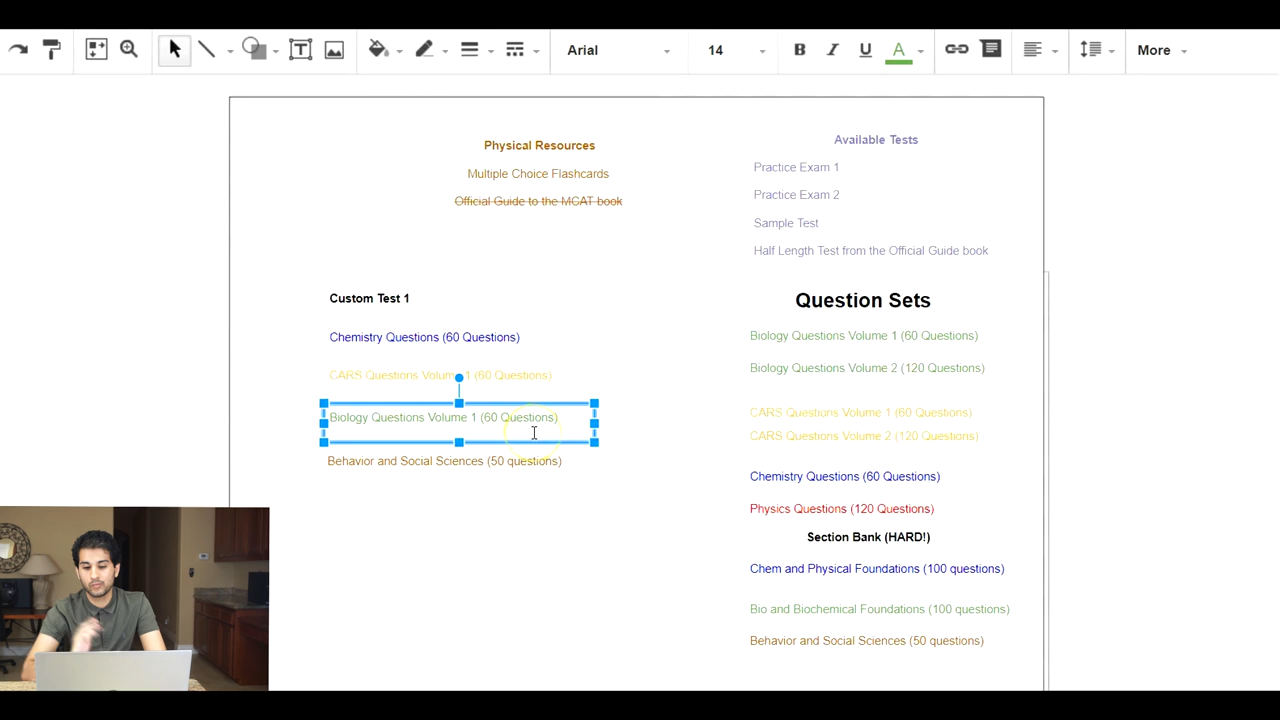 Arial
14
B
I
U
A
More
Physical Resources
Multiple Choice Flashcards
Official Guide to the MCAT book
Available Tests
Practice Exam 1
Practice Exam 2
Sample Test
Half Length Test from the Official Guide book
Custom Test 1
Chemistry Questions (60 Questions)
CARS Questions Volume 1 (60 Questions)
Biology Questions Volume 1 (60 Questions)
Behavior and Social Sciences (50 questions)
Question Sets
Biology Questions Volume 1 (60 Questions)
Biology Questions Volume 2 (120 Questions)
CARS Questions Volume 1 (60 Questions)
CARS Questions Volume 2 (120 Questions)
Chemistry Questions (60 Questions)
Physics Questions (120 Questions)
Section Bank (HARD!)
Chem and Physical Foundations (100 questions)
Bio and Biochemical Foundations (100 questions)
Behavior and Social Sciences (50 questions)